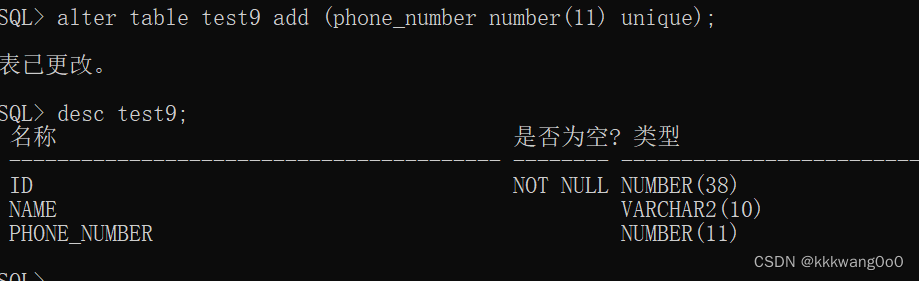 SQL> alter table test9 add (phone_number number(11) unique);
表已更改。
SQL> desc test9;
名称 是否为空? 类型
----------------------------------------- -------- ----------------------------
ID NOT NULL NUMBER(38)
NAME VARCHAR2(10)
PHONE_NUMBER NUMBER(11)
SQL>
CSDN @kkkwang0o0